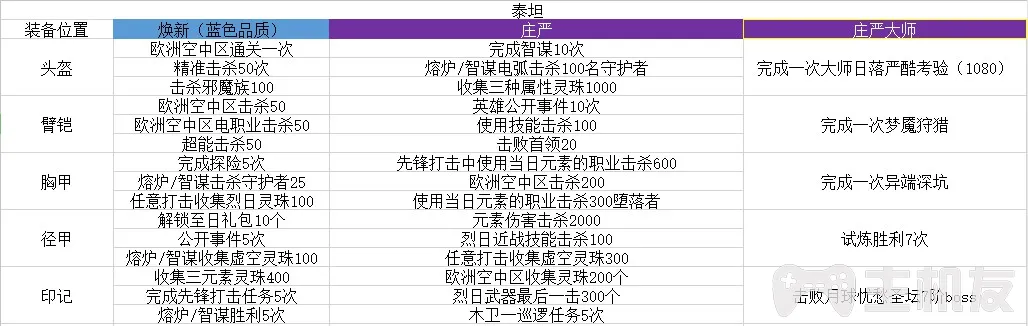 泰坦
装备位置 焕新（蓝色品质） 庄严 庄严大师
头盔
欧洲空中区通关一次 完成智谋10次
精准击杀50次 熔炉/智谋电弧击杀100名守护者 完成一次大师日落严酷考验（1080）
击杀邪魔族100 收集三种属性灵珠1000
臂铠
欧洲空中区击杀50 英雄公开事件10次
欧洲空中区电职业击杀50 使用技能击杀100 完成一次梦魇狩猎
超能击杀50 击败首领20
胸甲
完成探险5次 先锋打击中使用当日元素的职业击杀600
熔炉/智谋击杀守护者25 欧洲空中区击杀200 完成一次异端深坑
任意打击收集烈日灵珠100 使用当日元素的职业击杀300堕落者
径甲
解锁至日礼包10个 元素伤害击杀2000
公开事件5次 烈日近战技能击杀100 试炼胜利7次
熔炉/智谋收集虚空灵珠100 任意打击收集虚空灵珠300
印记
收集三元素灵珠400 欧洲空中区收集灵珠200个
完成先锋打击任务5次 烈日武器最后一击300个 击败月球忧愁圣坛7阶boss
熔炉/智谋胜利5次 木卫一巡逻任务5次
主机友